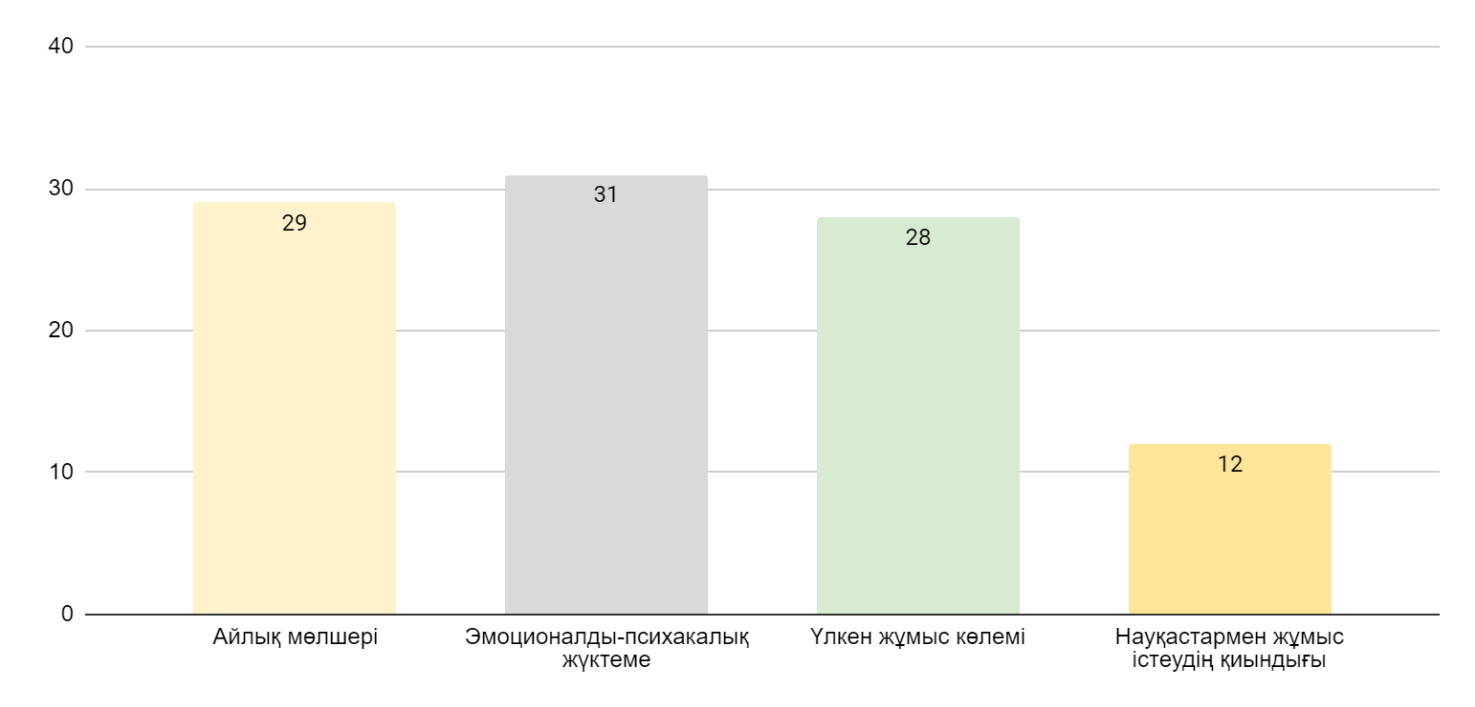 40
30
20
10
0
29
31
28
12
Айлық мөлшері
Эмоционалды-психакалық
жүктеме
Үлкен жұмыс көлемі
Науқастармен жұмыс
істеудің қиындығы